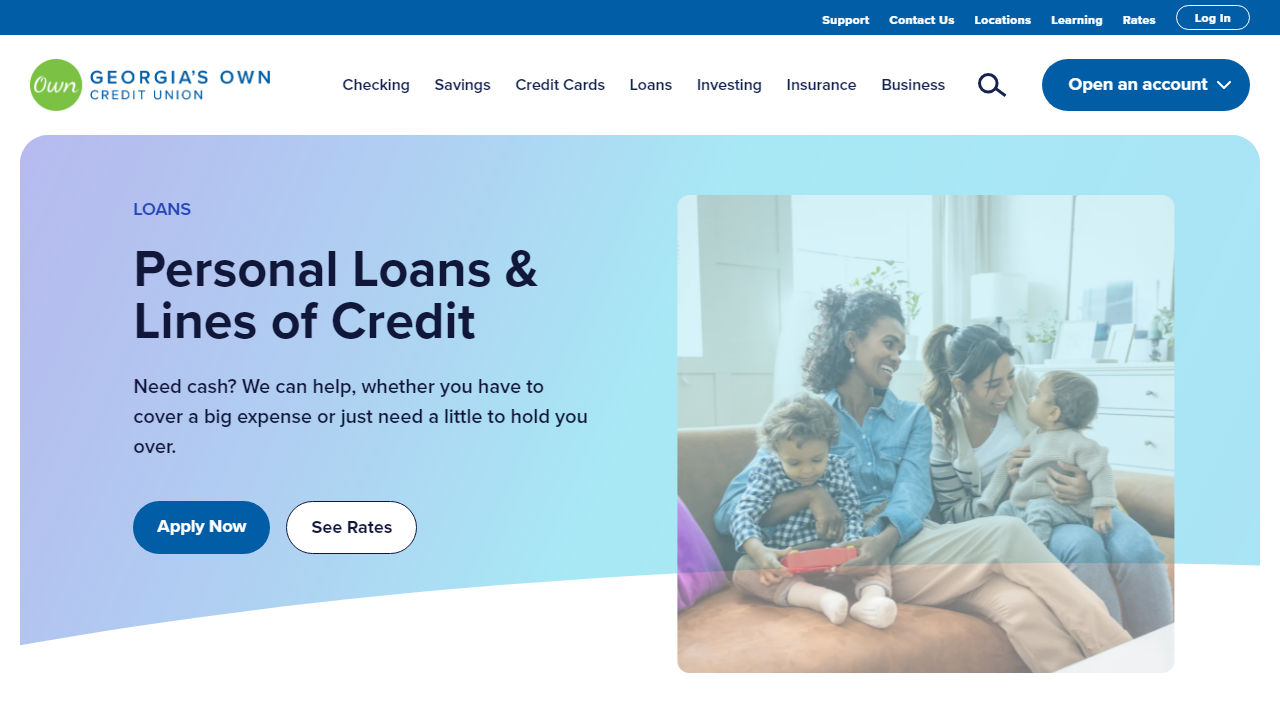 Support Contact Us Locations Learning Rates Log In
Own GEORGIA'S OWN
CREDIT UNION
Checking Savings Credit Cards Loans Investing Insurance Business Open an account
LOANS
Personal Loans &
Lines of Credit
Need cash? We can help, whether you have to
cover a big expense or just need a little to hold you
over.
Apply Now See Rates